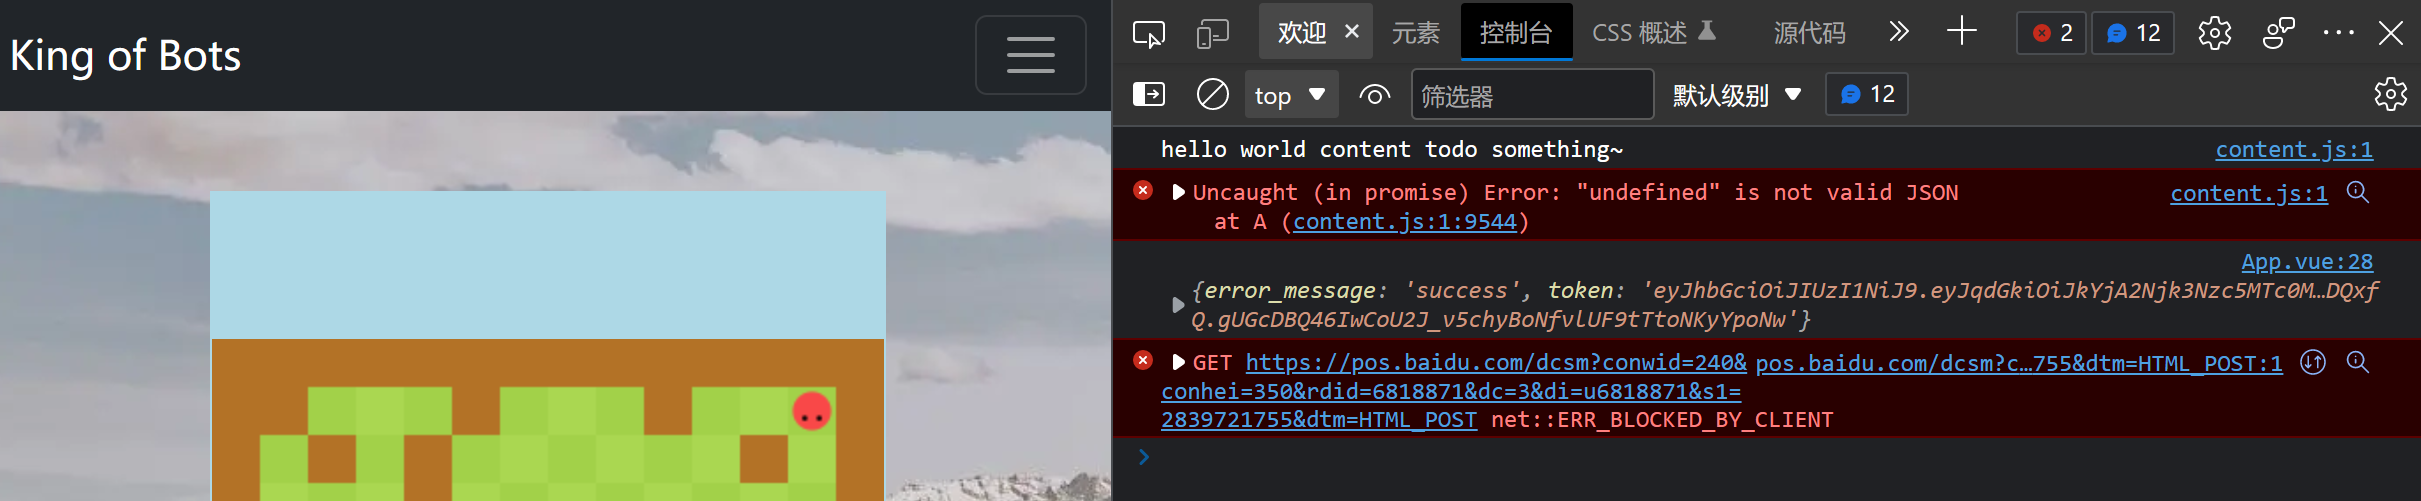 King of Bots
欢迎
元素
控制台
CSS 概述
源代码
2
12
top
筛选器
默认级别
12
hello world content todo something~
content.js:1
Uncaught (in promise) Error: "undefined" is not valid JSON
content.js:1
at A (content.js:1:9544)
App.vue:28
{error_message: 'success', token: 'eyJhbGciOiJIUzI1NiJ9.eyJqdGkiOiJkYjA2Njk3Nzc5MTc0M…DQxf
Q.gUGcDBQ46IwCoU2J_v5chyBoNfvlUF9tTtoNKyYpoNw'}
GET https://pos.baidu.com/dcsm?conwid=240&
pos.baidu.com/dcsm?c…755&dtm=HTML_POST:1
conhei=350&rdid=6818871&dc=3&di=u6818871&s1=
2839721755&dtm=HTML_POST net::ERR_BLOCKED_BY_CLIENT